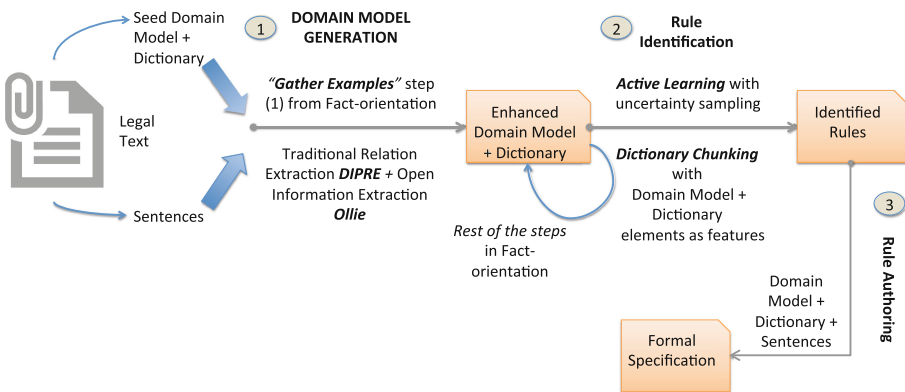 Seed Domain
Model +
Dictionary
1
DOMAIN MODEL
GENERATION
2
Rule
Identification
Legal
Text
“Gather Examples” step
(1) from Fact-orientation
Traditional Relation
Extraction DIPRE + Open
Information Extraction
Ollie
Sentences
Enhanced
Domain Model
+ Dictionary
Rest of the steps
in Fact-
orientation
Active Learning with
uncertainty sampling
Dictionary Chunking
with
Domain Model +
Dictionary
elements as features
Identified
Rules
3
Rule Authoring
Domain
Model +
Dictionary +
Sentences
Formal
Specification